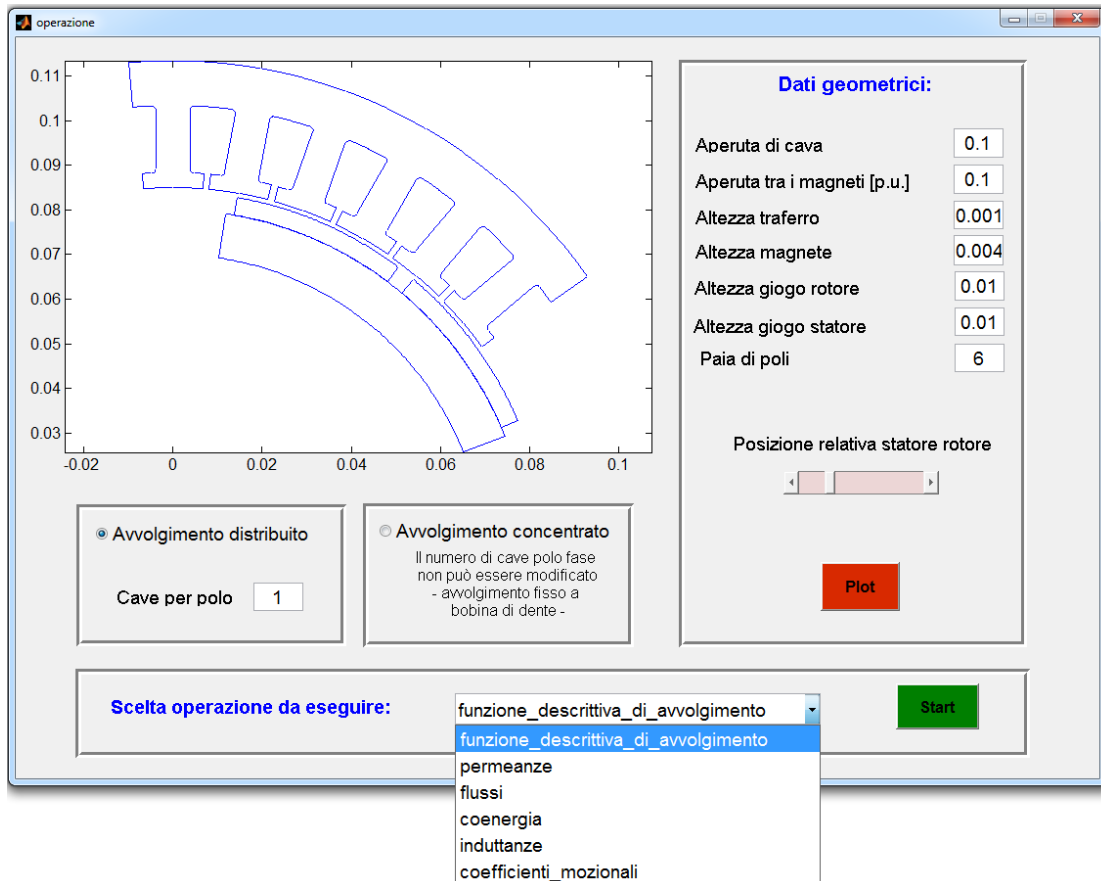 operazione
0.11
0.1
0.09
0.08
0.07
0.06
0.05
0.04
0.03
-0.02 0 0.02 0.04 0.06 0.08 0.1
Dati geometrici:
Aperuta di cava 0.1
Aperuta tra i magneti [p.u.] 0.1
Altezza traferro 0.001
Altezza magnete 0.004
Altezza giogo rotore 0.01
Altezza giogo statore 0.01
Paia di poli 6
Posizione relativa statore rotore
Plot
Avvolgimento distribuito
Cave per polo 1
Avvolgimento concentrato
Il numero di cave polo fase
non può essere modificato
- avvolgimento fisso a
bobina di dente -
Scelta operazione da eseguire: funzione_descrittiva_di_avvolgimento Start
funzione_descrittiva_di_avvolgimento
permeanze
flussi
coenergia
induttanze
coefficienti_mozionali